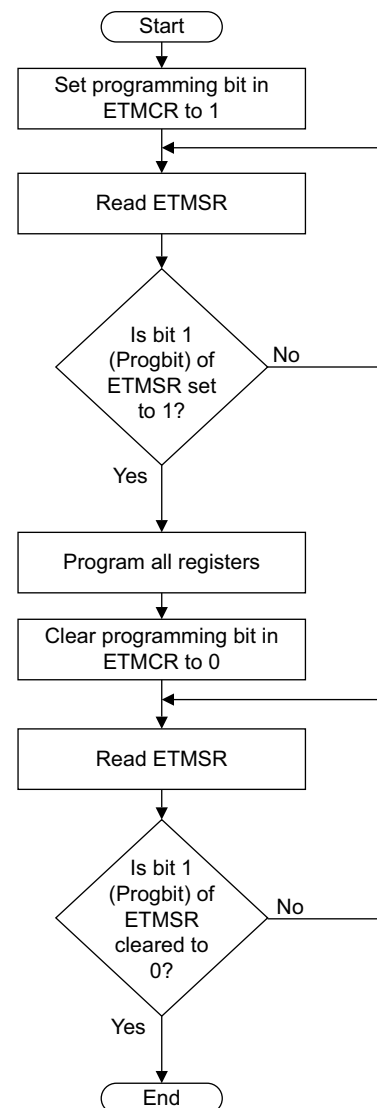 Start
Set programming bit in
ETMCR to 1
Read ETMSR
Is bit 1
(Progbit) of
ETMSR set
to 1?
No
Yes
Program all registers
Clear programming bit in
ETMCR to 0
Read ETMSR
Is bit 1
(Progbit) of
ETMSR
cleared to
0?
No
Yes
End